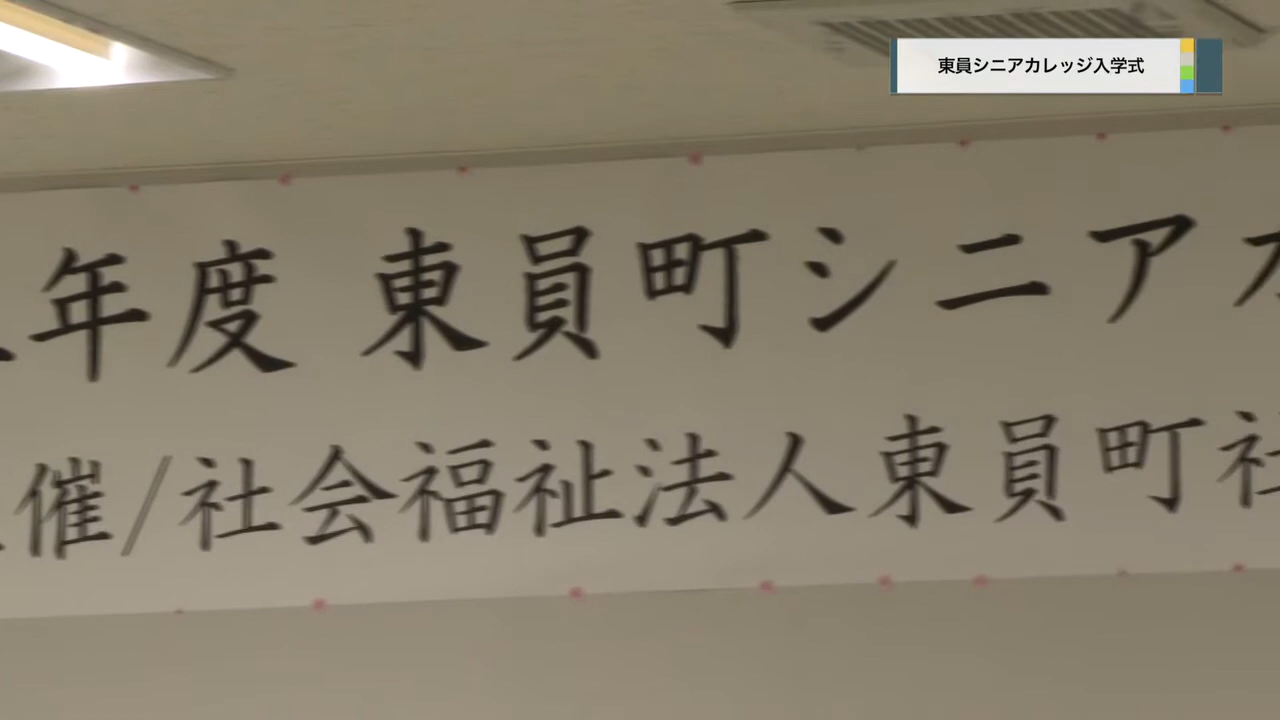 東員シニアカレッジ入学式
年度 東員町シニア
催/社会福祉法人東員町社